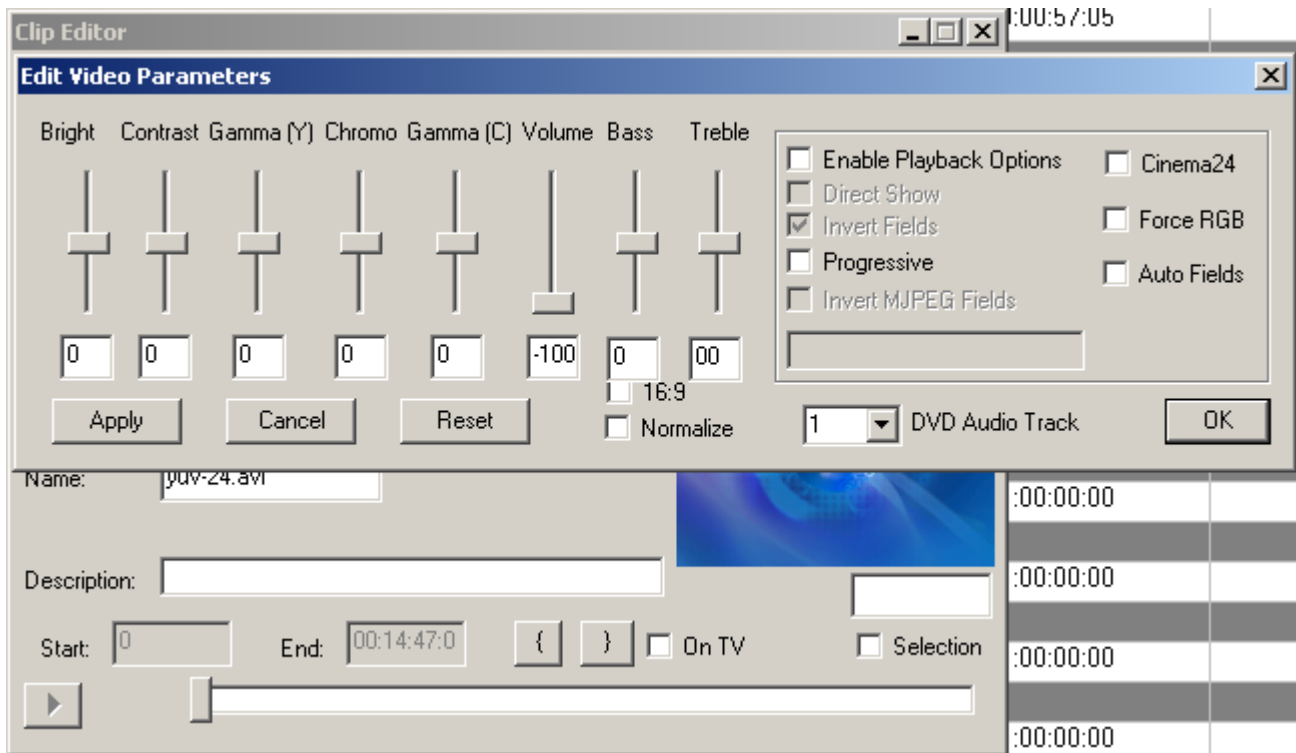 Clip Editor
:00:57:05
Edit Video Parameters
Bright Contrast Gamma (Y) Chromo Gamma (C) Volume Bass Treble
Enable Playback Options
Direct Show
Invert Fields
Progressive
Invert MJPEG Fields
Cinema24
Force RGB
Auto Fields
0 0 0 0 0 -100 0 00
16:9
Normalize
Apply Cancel Reset
1 DVD Audio Track
OK
Name: yuv-24.avi
:00:00:00
Description:
:00:00:00
Start: 0 End: 00:14:47:0 { } On TV Selection
:00:00:00
:00:00:00